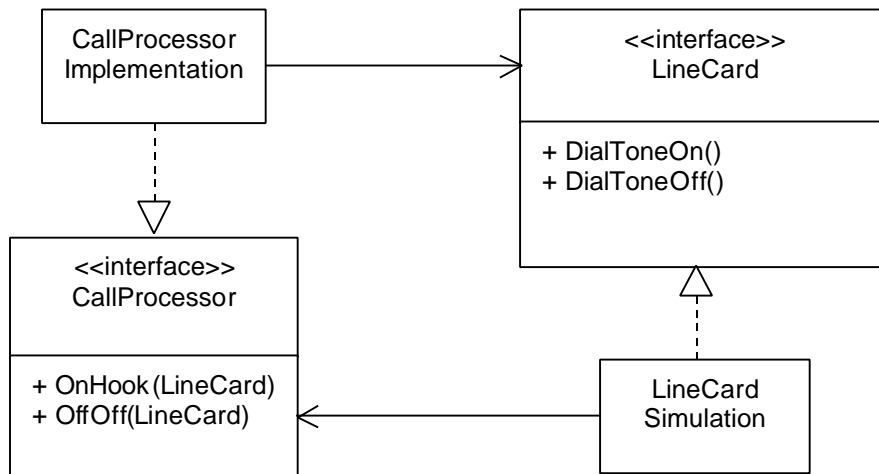 CallProcessor
Implementation
<<interface>>
LineCard
+ DialToneOn()
+ DialToneOff()
<<interface>>
CallProcessor
+ OnHook(LineCard)
+ OffOff(LineCard)
LineCard
Simulation